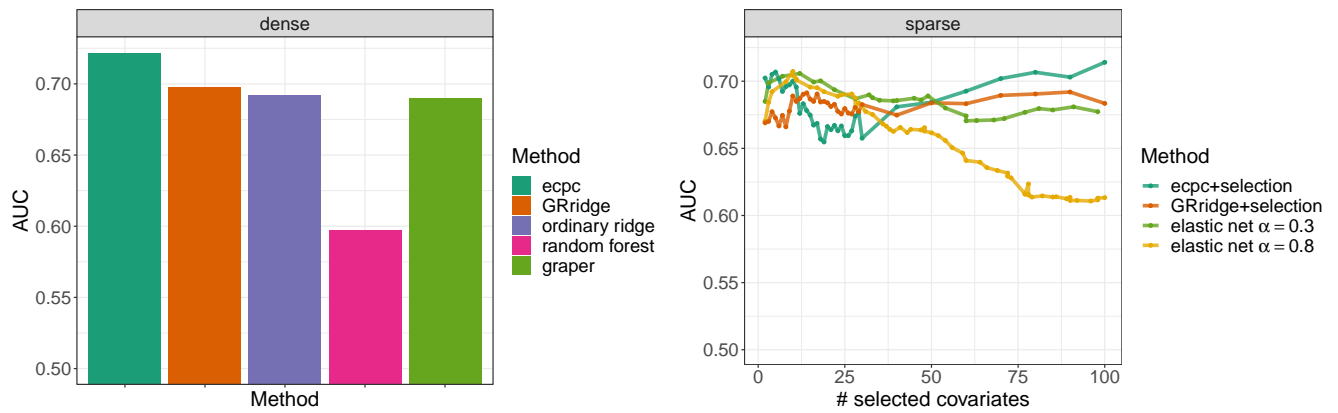 dense
AUC
0.70
0.65
0.60
0.55
0.50
Method
Method
ecpc
GRridge
ordinary ridge
random forest
graper
sparse
AUC
0.70
0.65
0.60
0.55
0.50
0 25 50 75 100
# selected covariates
Method
ecpc+selection
GRridge+selection
elastic net α = 0.3
elastic net α = 0.8